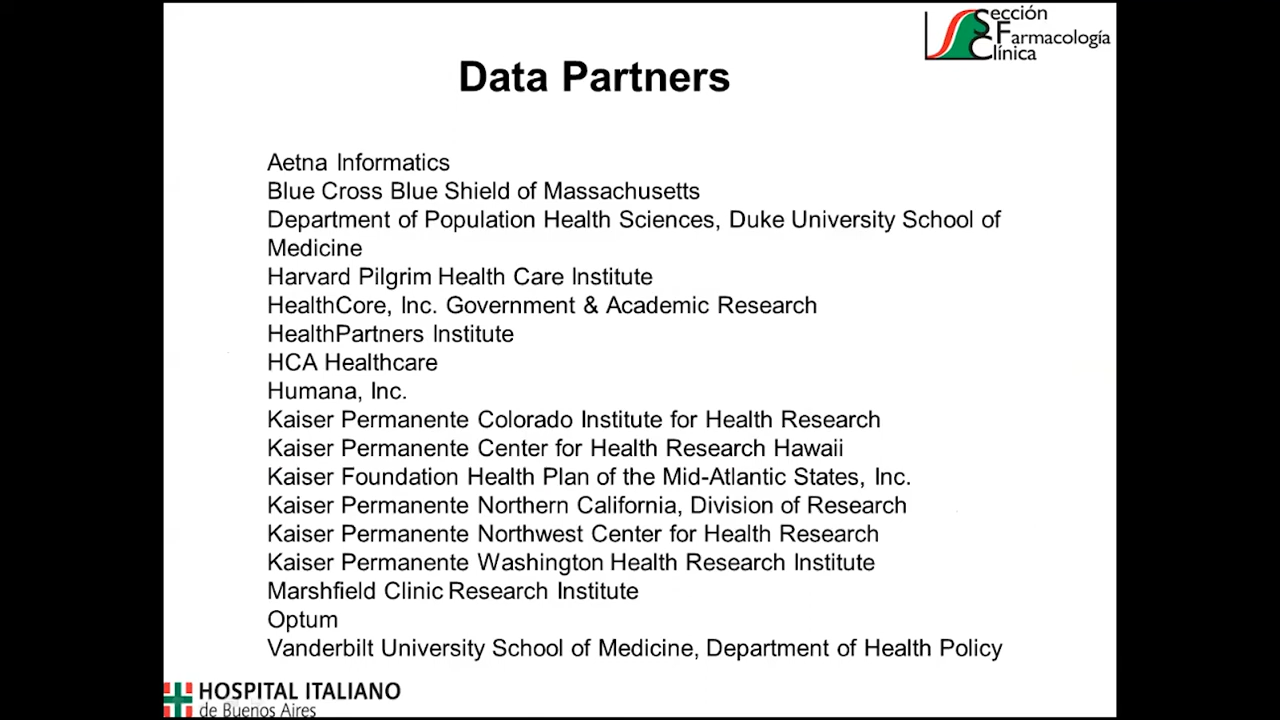 Sección
Farmacología
Clínica
Data Partners
Aetna Informatics
Blue Cross Blue Shield of Massachusetts
Department of Population Health Sciences, Duke University School of
Medicine
Harvard Pilgrim Health Care Institute
HealthCore, Inc. Government & Academic Research
HealthPartners Institute
HCA Healthcare
Humana, Inc.
Kaiser Permanente Colorado Institute for Health Research
Kaiser Permanente Center for Health Research Hawaii
Kaiser Foundation Health Plan of the Mid-Atlantic States, Inc.
Kaiser Permanente Northern California, Division of Research
Kaiser Permanente Northwest Center for Health Research
Kaiser Permanente Washington Health Research Institute
Marshfield Clinic Research Institute
Optum
Vanderbilt University School of Medicine, Department of Health Policy
HOSPITAL ITALIANO
de Buenos Aires